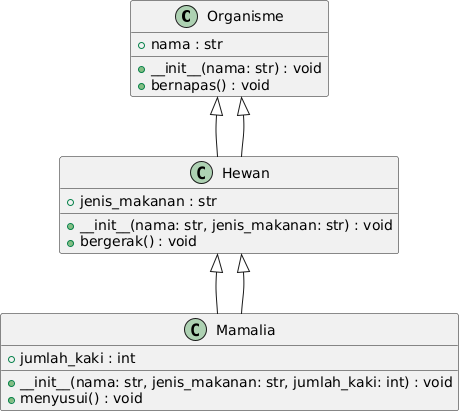 C Organisme
nama : str
__init__(nama: str) : void
bernapas() : void
C Hewan
jenis_makanan : str
__init__(nama: str, jenis_makanan: str) : void
bergerak() : void
C Mamalia
jumlah_kaki : int
__init__(nama: str, jenis_makanan: str, jumlah_kaki: int) : void
menyusui() : void